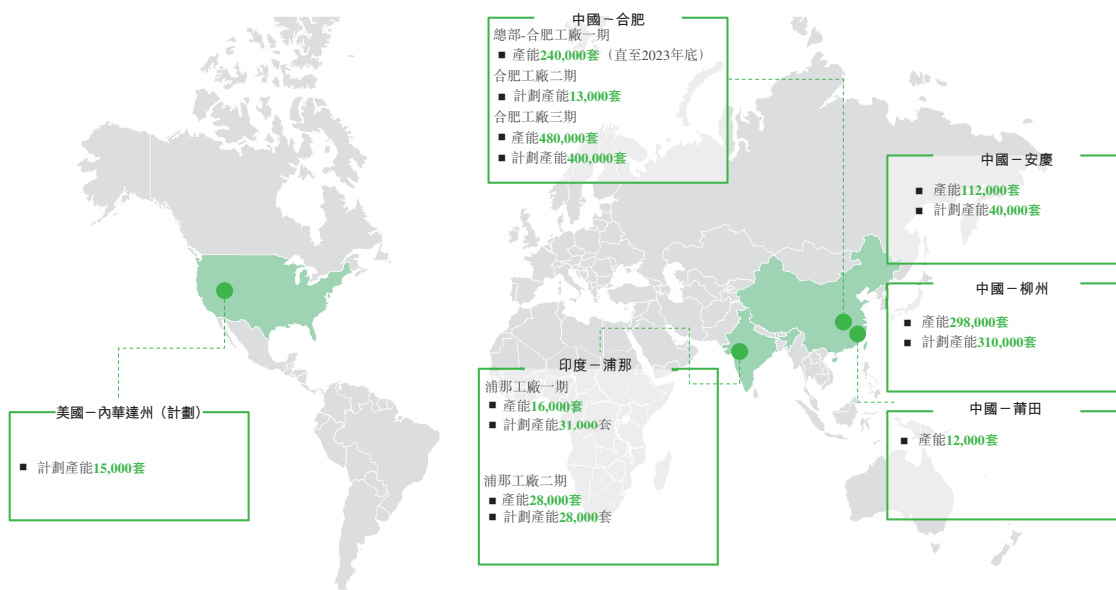 中國－合肥
總部-合肥工廠一期
■ 產能240,000套（直至2023年底）
合肥工廠二期
■ 計劃產能13,000套
合肥工廠三期
■ 產能480,000套
■ 計劃產能400,000套
中國－安慶
■ 產能112,000套
■ 計劃產能40,000套
中國－柳州
■ 產能298,000套
■ 計劃產能310,000套
印度－浦那
浦那工廠一期
■ 產能16,000套
■ 計劃產能31,000套
浦那工廠二期
■ 產能28,000套
■ 計劃產能28,000套
中國－莆田
■ 產能12,000套
美國－內華達州（計劃）
■ 計劃產能15,000套